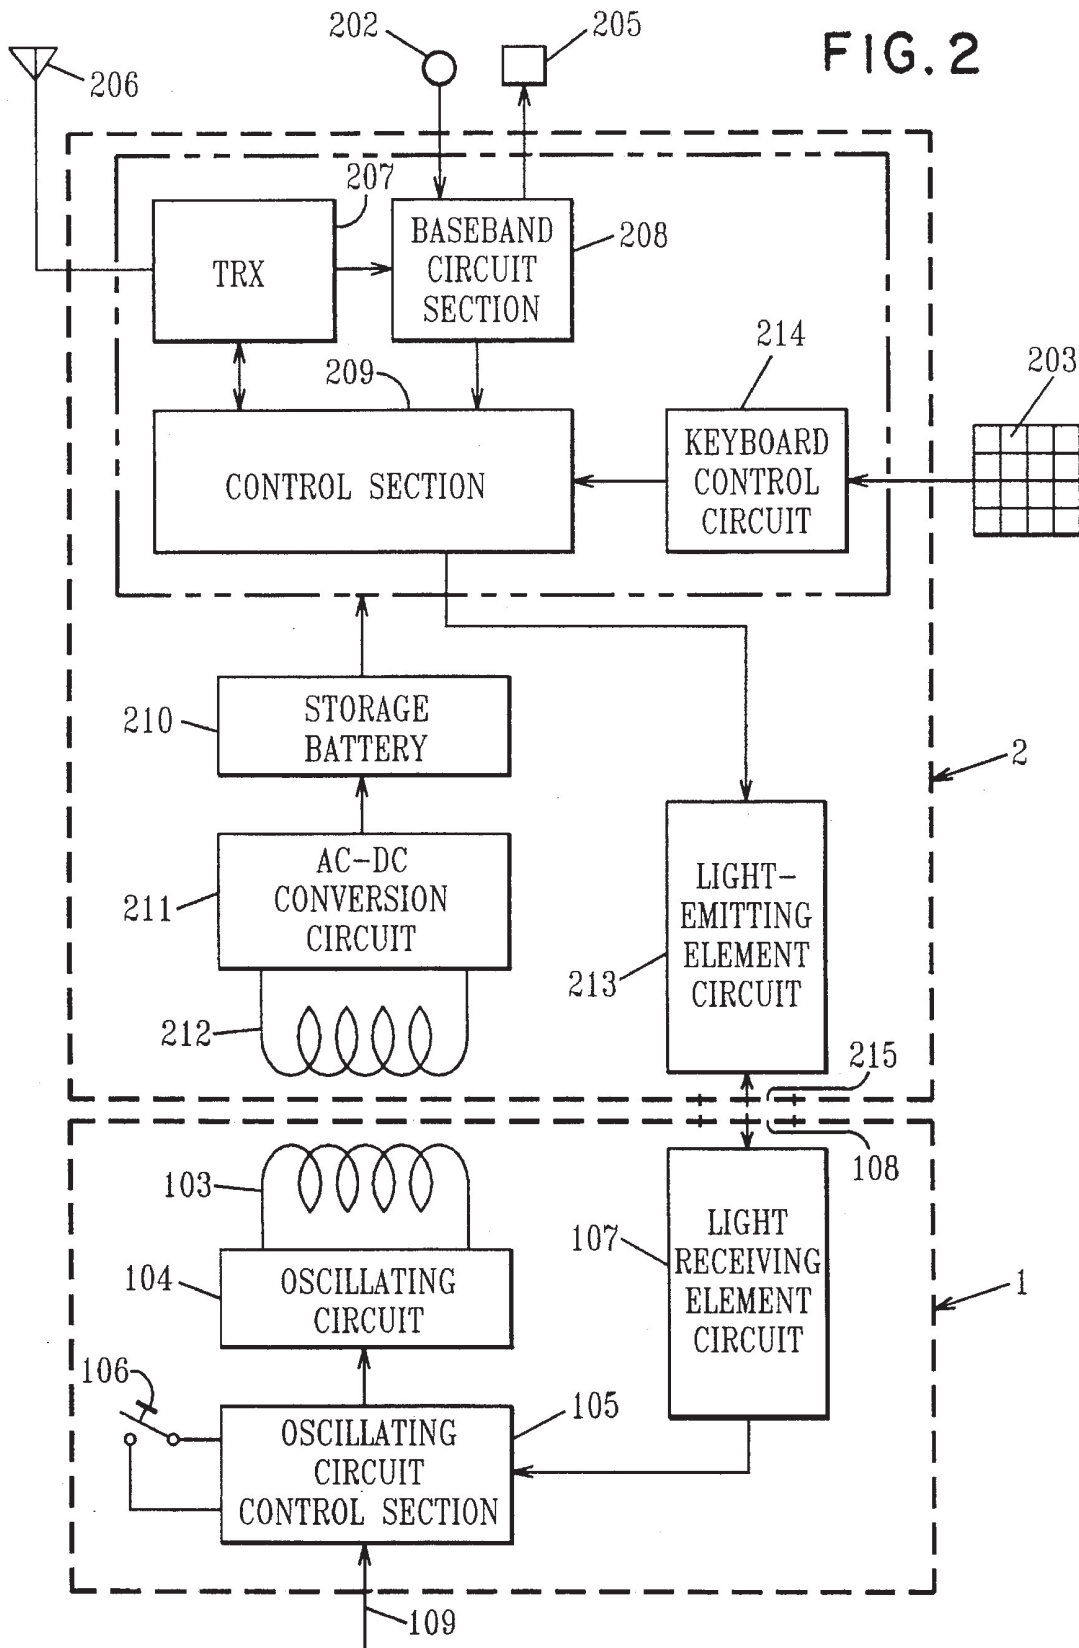 FIG. 2
202
205
206
207
TRX
BASEBAND
CIRCUIT
SECTION
208
209
214
203
CONTROL SECTION
KEYBOARD
CONTROL
CIRCUIT
210
STORAGE
BATTERY
2
211
AC-DC
CONVERSION
CIRCUIT
LIGHT-
EMITTING
ELEMENT
CIRCUIT
213
212
215
108
103
107
LIGHT
RECEIVING
ELEMENT
CIRCUIT
104
OSCILLATING
CIRCUIT
1
106
105
OSCILLATING
CIRCUIT
CONTROL SECTION
109